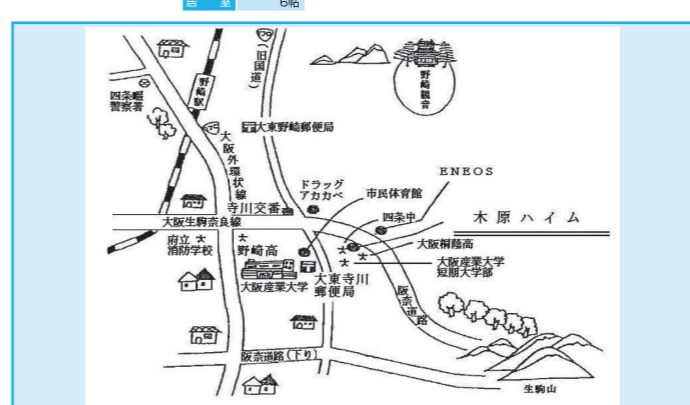 居 室 6帖
(旧国道)
野崎観音
野崎駅
四条畷
警察署
大東野崎郵便局
大阪外環状線
ENEOS
ドラッグ
アカカベ
市民体育館
寺川交番
四条中
木原ハイム
大阪生駒奈良線
大阪桐蔭高
府立
消防学校
野崎高
大阪産業大学
短期大学部
大阪産業大学
大東寺川
郵便局
阪奈道路
阪奈道路(下り)
生駒山